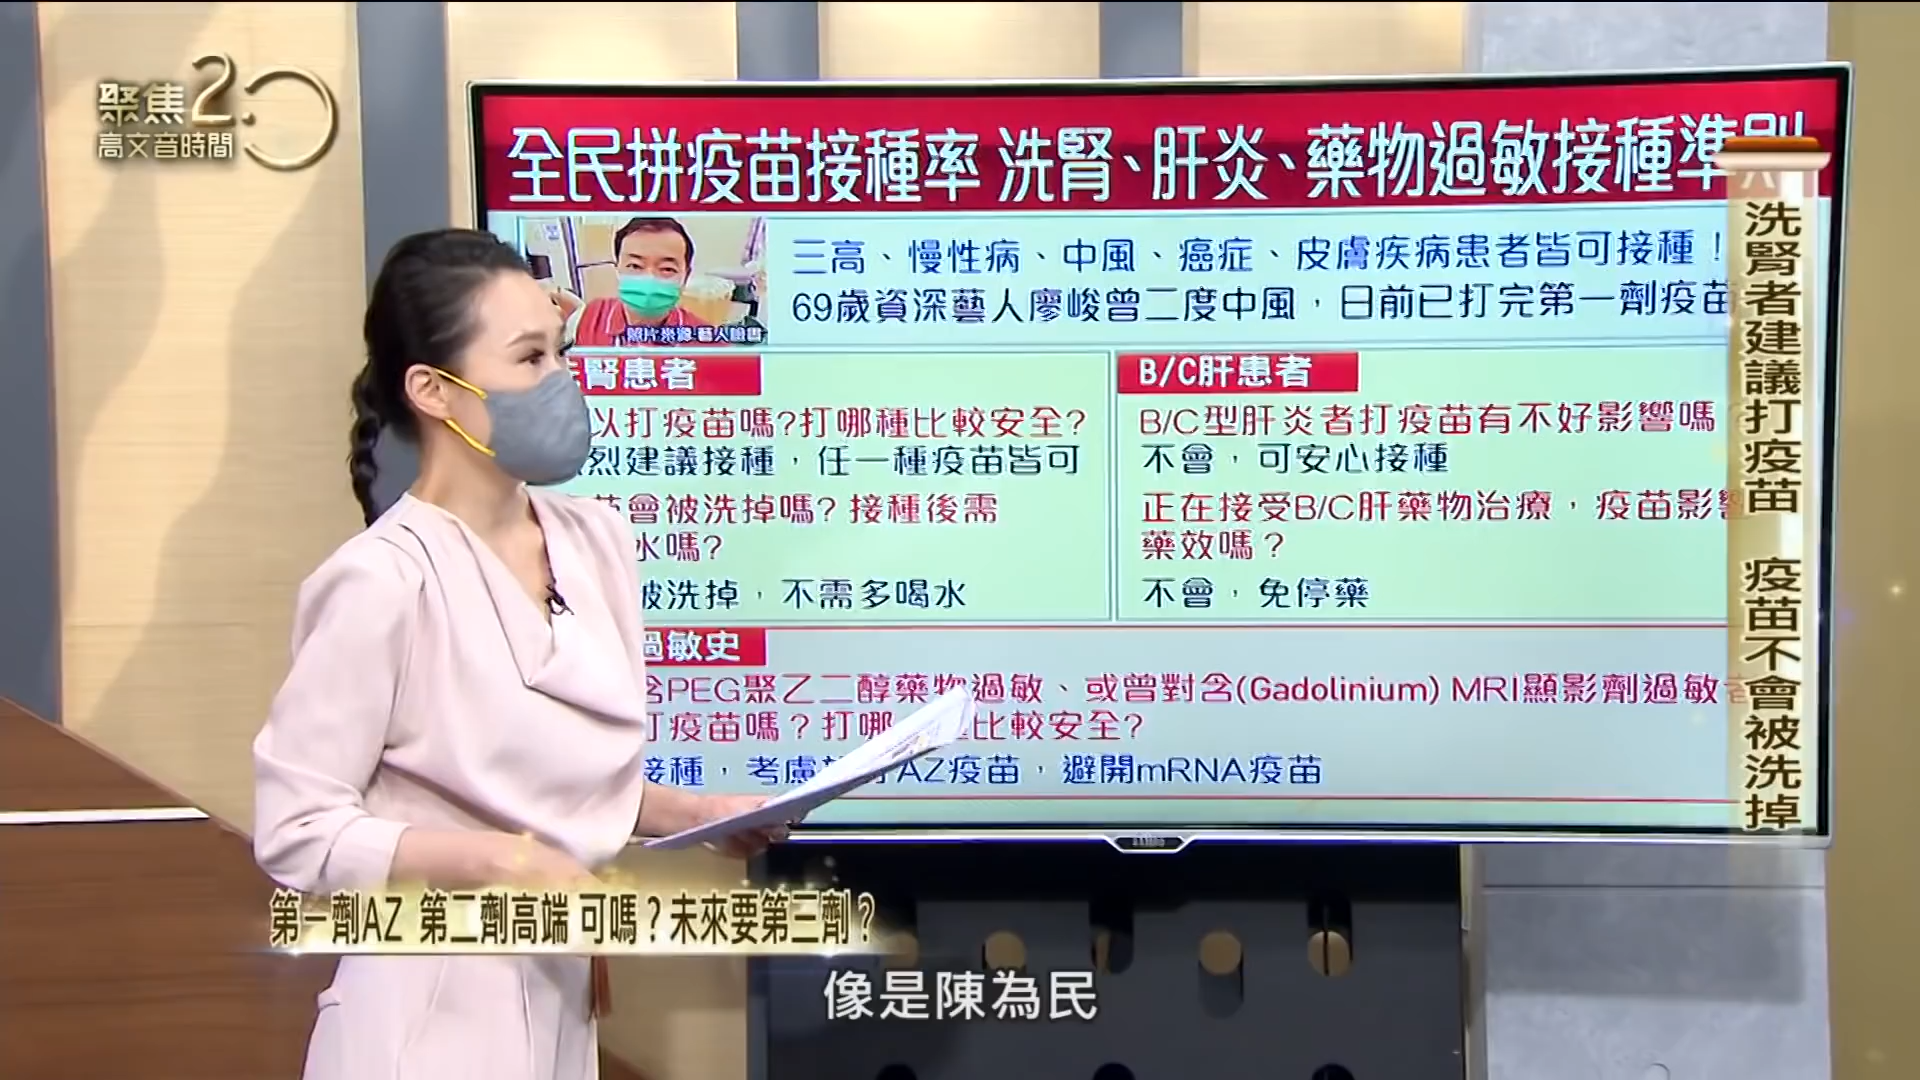 聚焦2.0
高文音時間
全民拼疫苗接種率 洗腎、肝炎、藥物過敏接種準則
三高、慢性病、中風、癌症、皮膚疾病患者皆可接種！
69歲資深藝人廖峻曾二度中風，日前已打完第一劑疫苗
照片來源-藝人臉書
洗腎患者
以打疫苗嗎?打哪種比較安全?
烈建議接種，任一種疫苗皆可
苗會被洗掉嗎? 接種後需
水嗎?
被洗掉，不需多喝水
B/C肝患者
B/C型肝炎者打疫苗有不好影響嗎
不會，可安心接種
正在接受B/C肝藥物治療，疫苗影響
藥效嗎？
不會，免停藥
過敏史
含PEG聚乙二醇藥物過敏、或曾對含(Gadolinium) MRI顯影劑過敏者
打疫苗嗎？打哪 比較安全?
接種，考慮 AZ疫苗，避開mRNA疫苗
洗腎者建議打疫苗 疫苗不會被洗掉
第一劑AZ 第二劑高端 可嗎？未來要第三劑？
像是陳為民